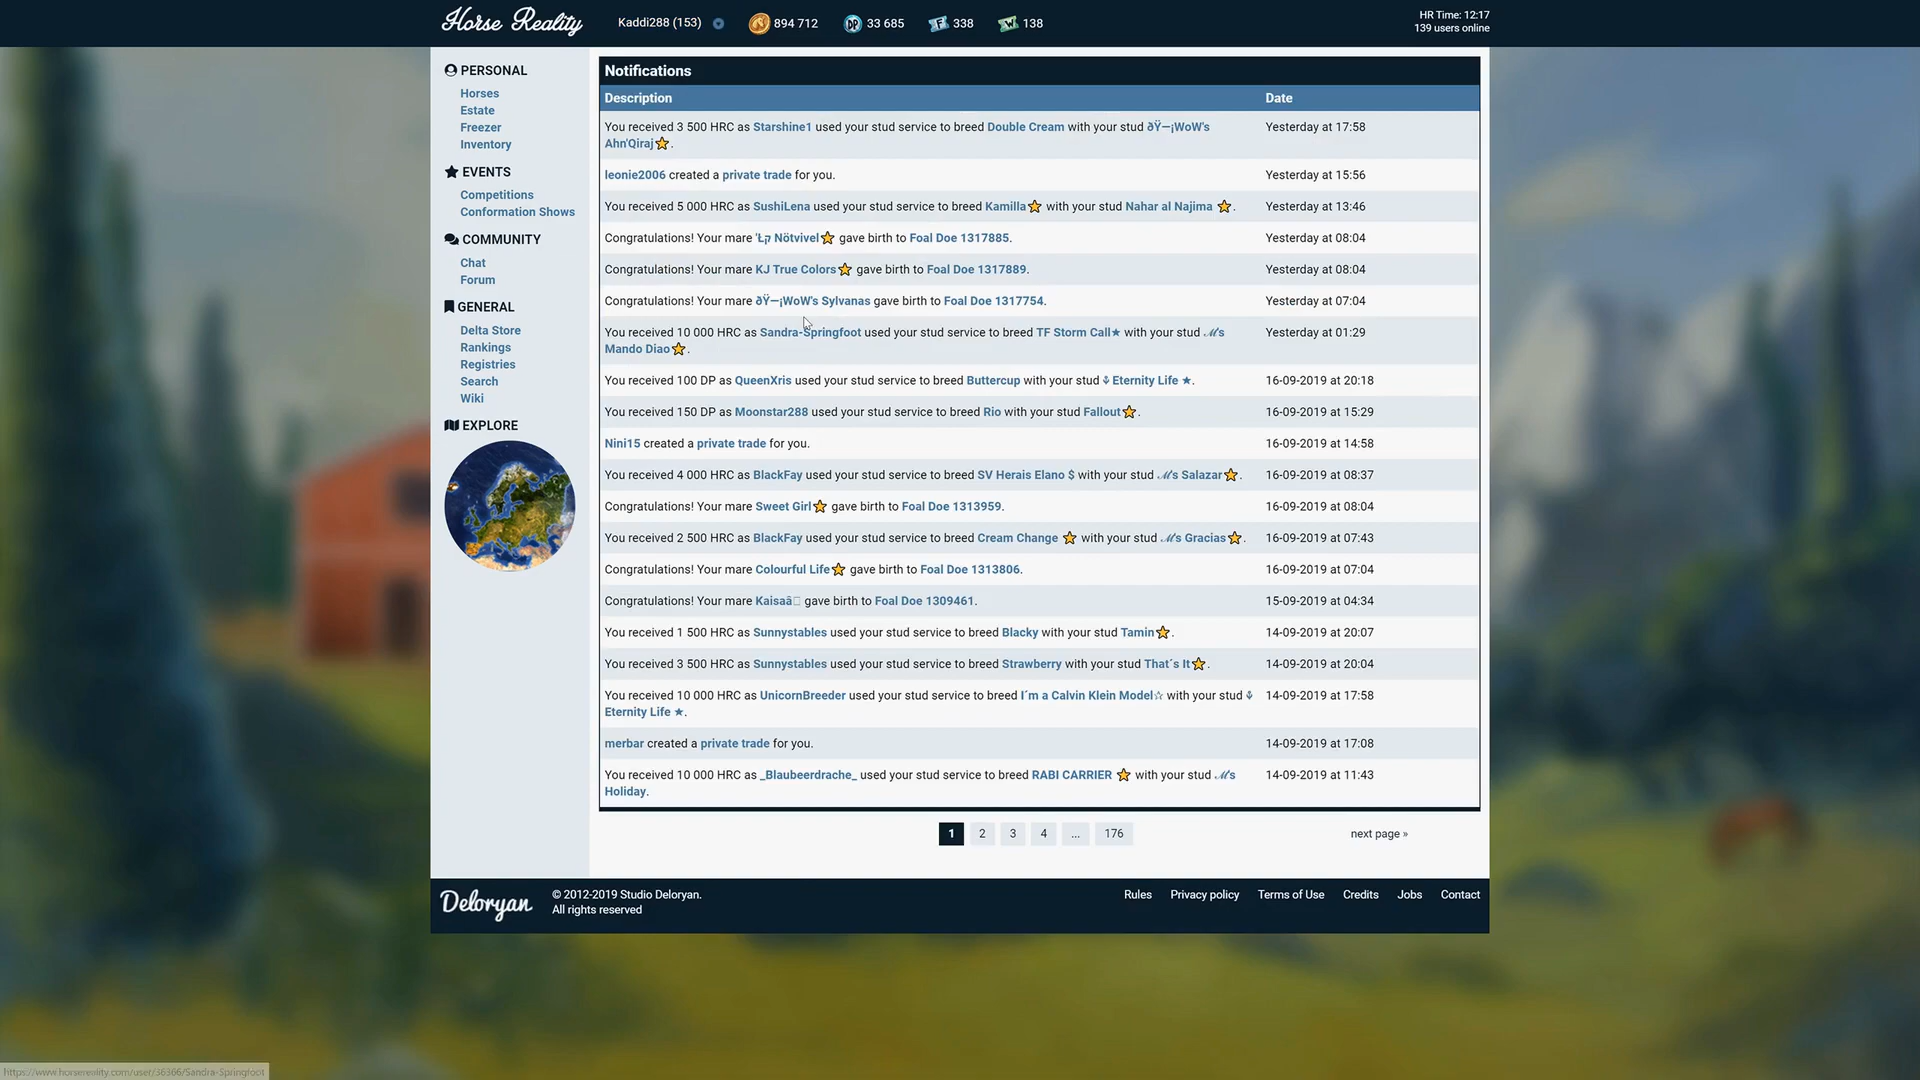 Horse Reality
Kaddi288 (153) 894 712 33 685 338 138
HR Time: 12:17
139 users online
PERSONAL
Horses
Estate
Freezer
Inventory
EVENTS
Competitions
Conformation Shows
COMMUNITY
Chat
Forum
GENERAL
Delta Store
Rankings
Registries
Search
Wiki
EXPLORE
Notifications
Description Date
You received 3 500 HRC as Starshine1 used your stud service to breed Double Cream with your stud ðŸ—¡WoW's Yesterday at 17:58
Ahn'Qiraj⭐.
leonie2006 created a private trade for you. Yesterday at 15:56
You received 5 000 HRC as SushiLena used your stud service to breed Kamilla⭐ with your stud Nahar al Najima ⭐. Yesterday at 13:46
Congratulations! Your mare Nötvivel⭐ gave birth to Foal Doe 1317885. Yesterday at 08:04
Congratulations! Your mare KJ True Colors⭐ gave birth to Foal Doe 1317889. Yesterday at 08:04
Congratulations! Your mare ðŸ—¡WoW's Sylvanas gave birth to Foal Doe 1317754. Yesterday at 07:04
You received 10 000 HRC as Sandra-Springfoot used your stud service to breed TF Storm Call★ with your stud ℳ's Yesterday at 01:29
Mando Diao⭐.
You received 100 DP as QueenXris used your stud service to breed Buttercup with your stud ⚘ Eternity Life ★. 16-09-2019 at 20:18
You received 150 DP as Moonstar288 used your stud service to breed Rio with your stud Fallout⭐. 16-09-2019 at 15:29
Nini15 created a private trade for you. 16-09-2019 at 14:58
You received 4 000 HRC as BlackFay used your stud service to breed SV Herais Elano $ with your stud ℳ's Salazar⭐. 16-09-2019 at 08:37
Congratulations! Your mare Sweet Girl⭐ gave birth to Foal Doe 1313959. 16-09-2019 at 08:04
You received 2 500 HRC as BlackFay used your stud service to breed Cream Change ⭐ with your stud ℳ's Gracias⭐. 16-09-2019 at 07:43
Congratulations! Your mare Colourful Life⭐ gave birth to Foal Doe 1313806. 16-09-2019 at 07:04
Congratulations! Your mare Kaisaâ gave birth to Foal Doe 1309461. 15-09-2019 at 04:34
You received 1 500 HRC as Sunnystables used your stud service to breed Blacky with your stud Tamin⭐. 14-09-2019 at 20:07
You received 3 500 HRC as Sunnystables used your stud service to breed Strawberry with your stud That´s It⭐. 14-09-2019 at 20:04
You received 10 000 HRC as UnicornBreeder used your stud service to breed I´m a Calvin Klein Model☆ with your stud ⚘ 14-09-2019 at 17:58
Eternity Life ★.
merbar created a private trade for you. 14-09-2019 at 17:08
You received 10 000 HRC as _Blaubeerdrache_ used your stud service to breed RABI CARRIER ⭐ with your stud ℳ's 14-09-2019 at 11:43
Holiday.
1 2 3 4 ... 176 next page »
Deloryan
© 2012-2019 Studio Deloryan.
All rights reserved
Rules Privacy policy Terms of Use Credits Jobs Contact
https://www.horsereality.com/user/36366/Sandra-Springfoot